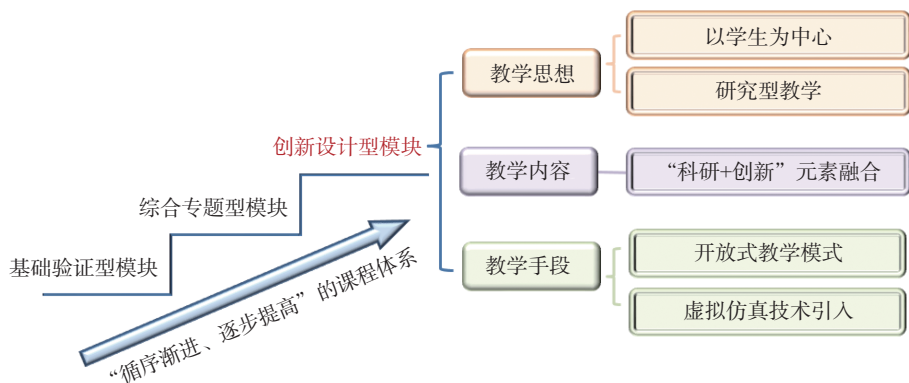 以学生为中心
教学思想
研究型教学
创新设计型模块
教学内容
“科研+创新”元素融合
综合专题型模块
基础验证型模块
开放式教学模式
教学手段
虚拟仿真技术引入
“循序渐进、逐步提高”的课程体系